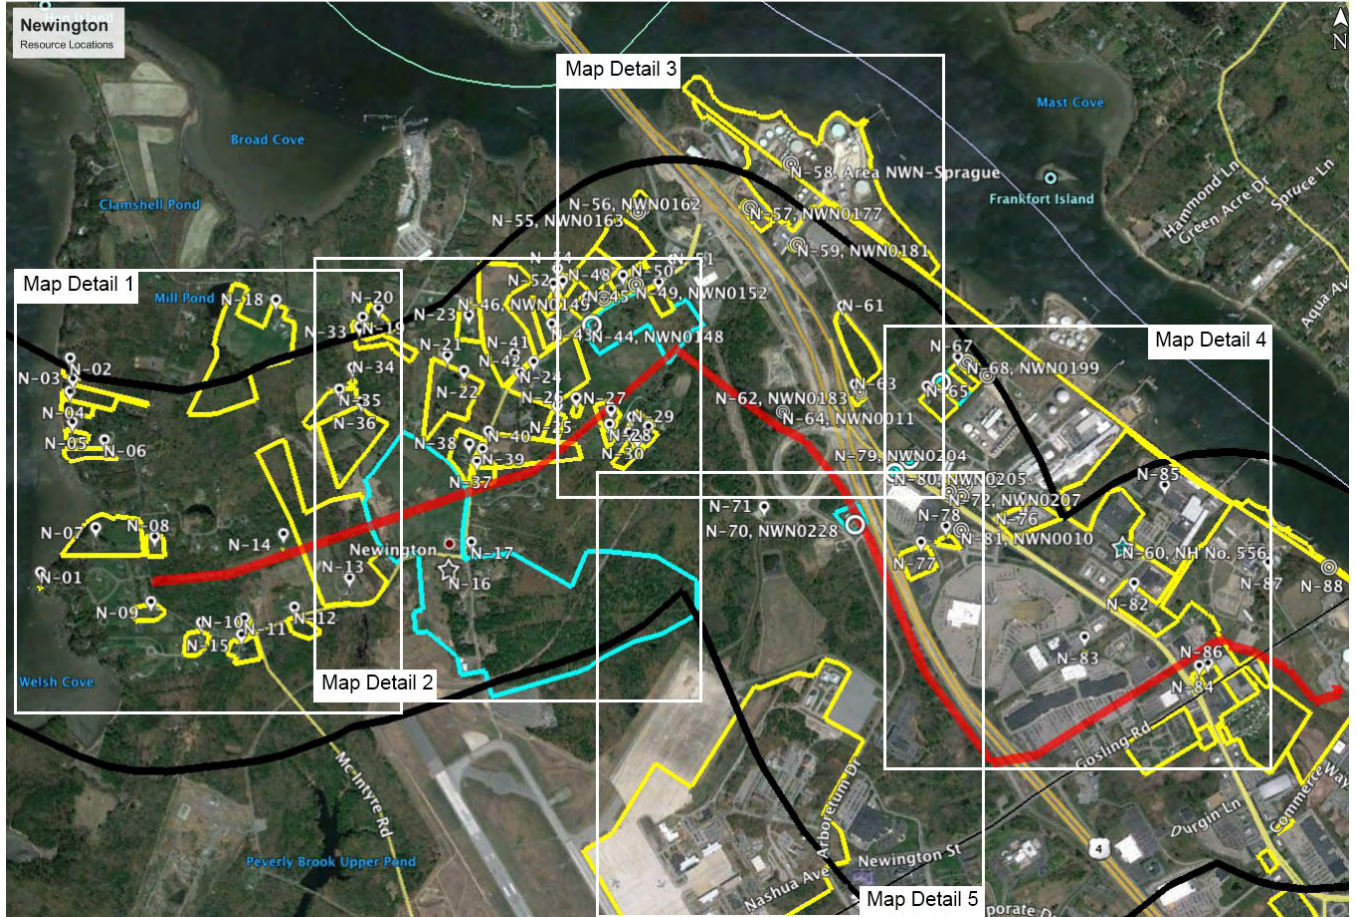 Newington
Resource Locations
N
Map Detail 3
Mast Cove
Broad Cove
Hammond Ln
Green Acre Dr
Spruce Ln
N-58, Area NWN-Sprague
Clamshell Pond
Frankfort Island
N-56, NWN0162
N-55, NWN0163
N-57, NWN0177
N-59, NWN0181
Aqua Av
Map Detail 1
Mill Pond
N-18
N-54
N-52
N-48
N-50
N-51
N-45
N-49, NWN0152
N-20
N-33
N-19
N-23
N-46, NWN0149
N-43
N-44, NWN0148
N-61
Map Detail 4
N-02
N-03
N-04
N-05
N-06
N-34
N-35
N-36
N-21
N-22
N-41
N-42
N-24
N-26
N-25
N-27
N-28
N-29
N-30
N-38
N-40
N-39
N-37
N-67
N-68, NWN0199
N-65
N-63
N-62, NWN0183
N-64, NWN0011
N-79, NWN0204
N-80, NWN0205
N-72, NWN0207
N-76
N-85
N-07
N-08
N-14
N-71
N-70, NWN0228
N-78
N-81, NWN0010
N-77
N-60, NH No. 556
N-87
N-88
Newington
N-17
N-16
N-01
N-13
N-09
N-10
N-11
N-12
N-15
N-82
N-83
N-86
N-84
Welsh Cove
Map Detail 2
McIntyre Rd
Gosling Rd
Commerce Way
Durgin Ln
Arboretum Dr
Newington St
Nashua Ave
4
Peverly Brook Upper Pond
Map Detail 5
porate Dr